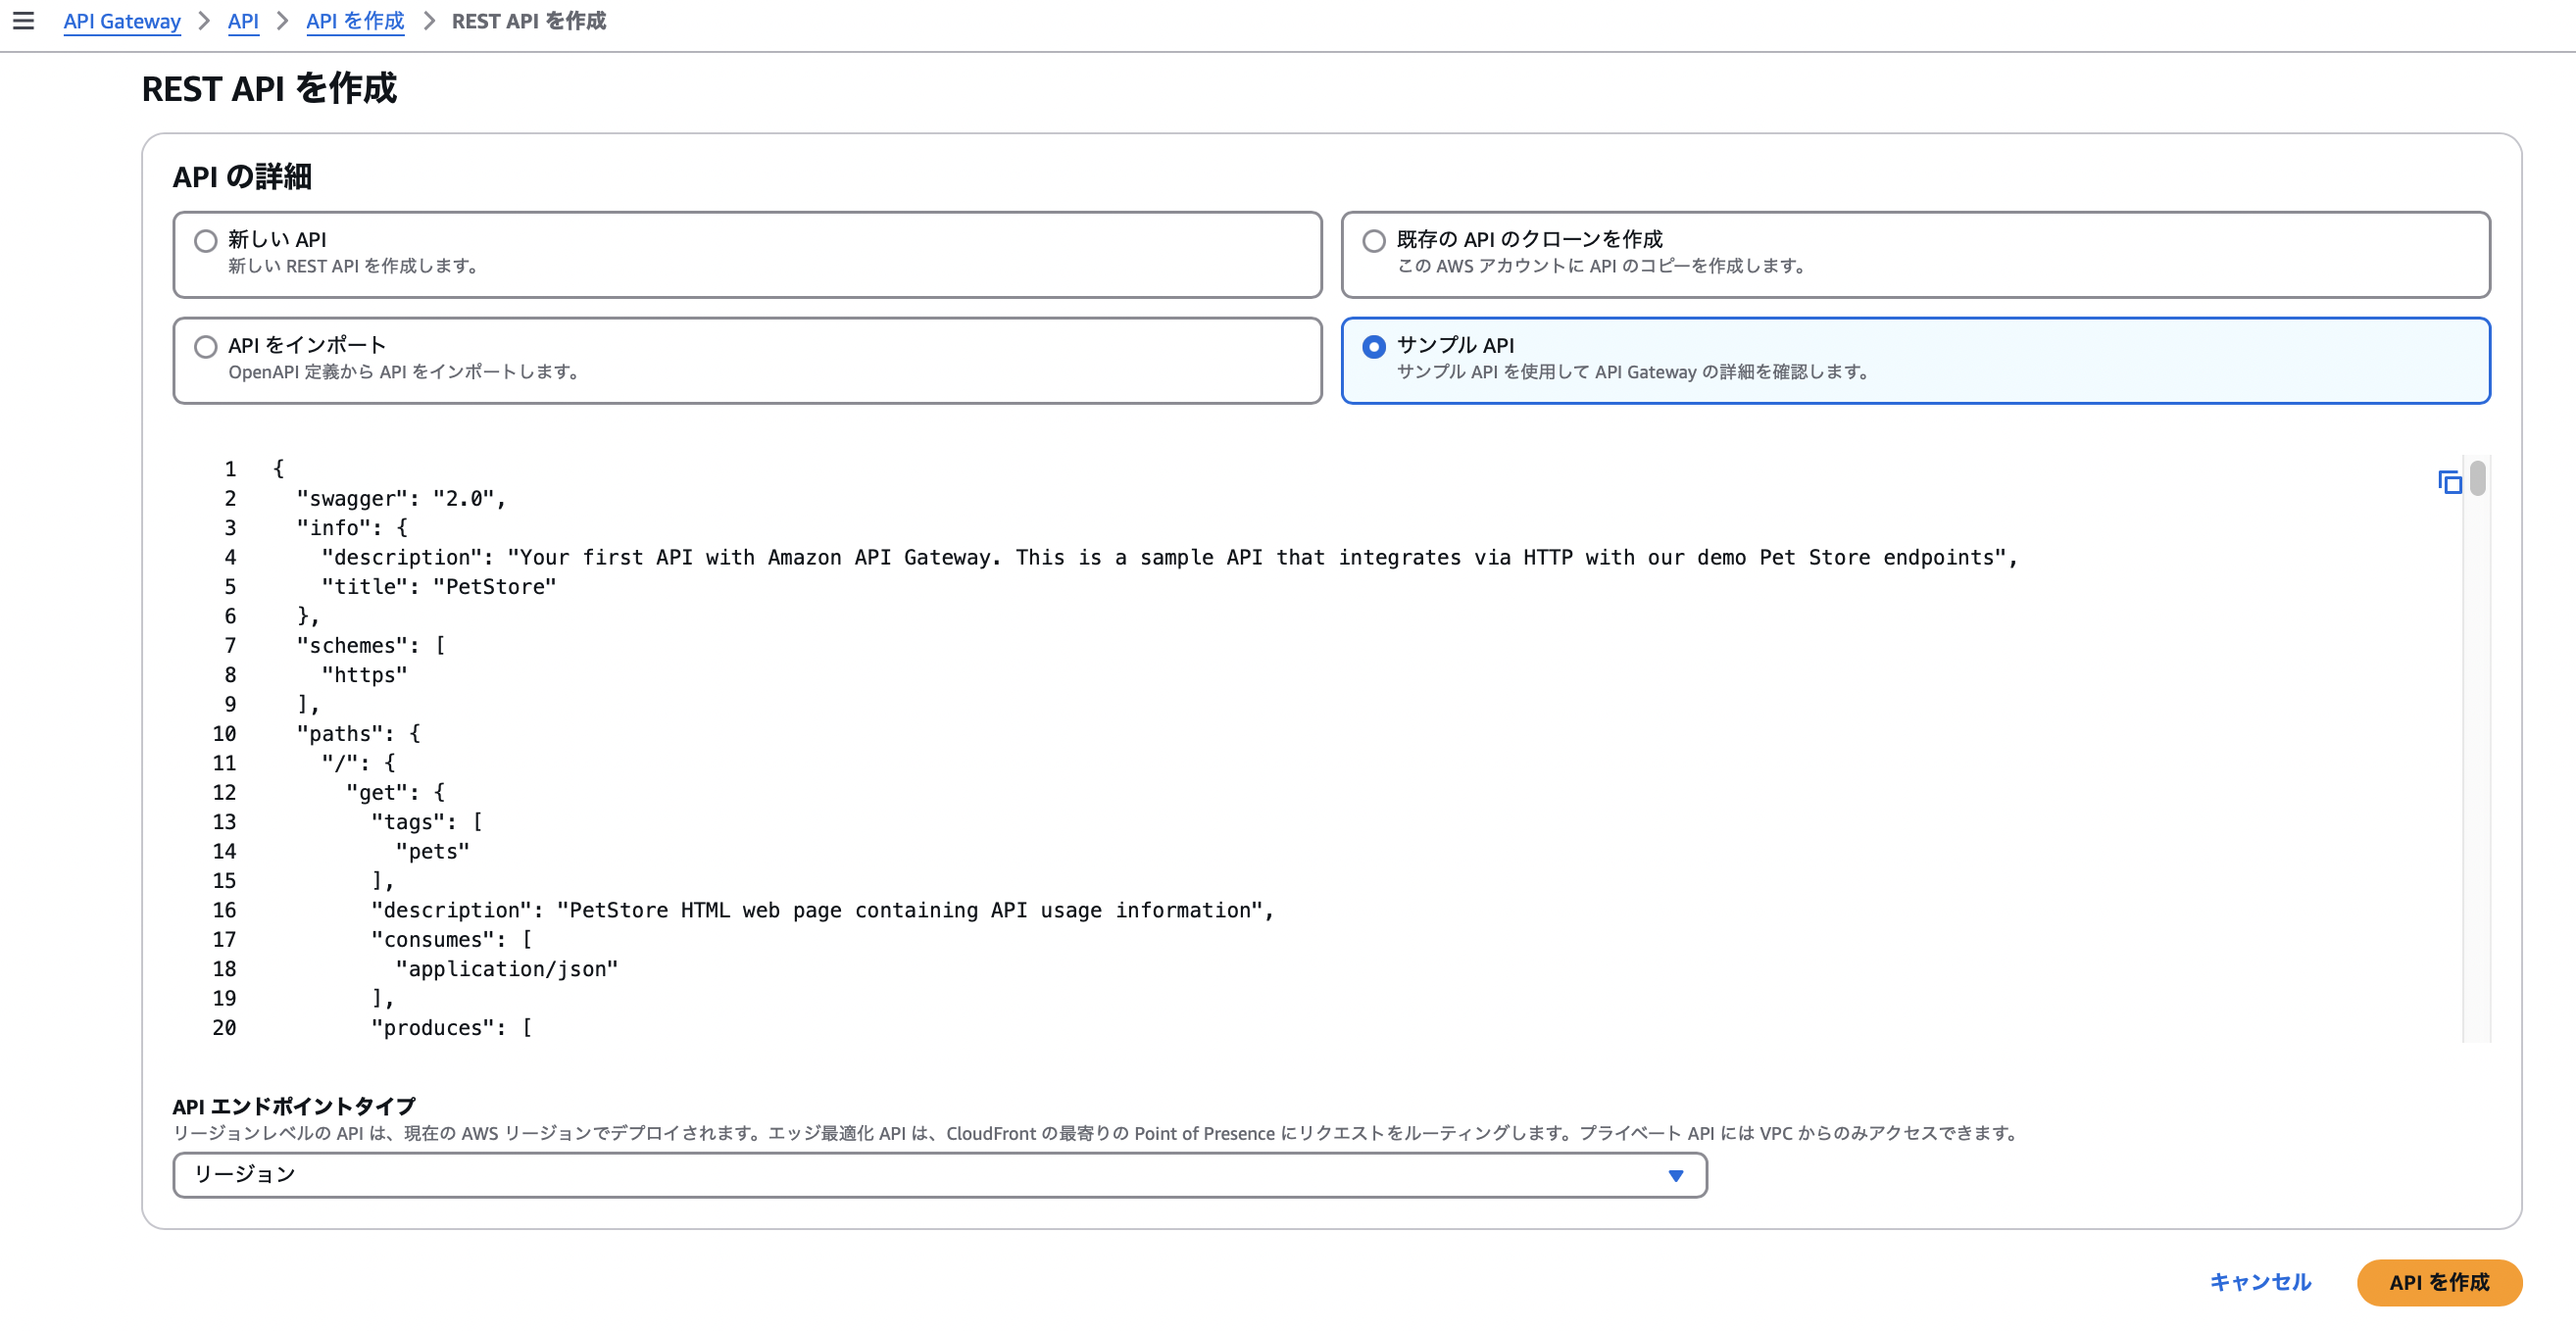 API Gateway > API > API を作成 > REST API を作成
REST API を作成
API の詳細
新しい API
新しい REST API を作成します。
既存の API のクローンを作成
この AWS アカウントに API のコピーを作成します。
API をインポート
OpenAPI 定義から API をインポートします。
サンプル API
サンプル API を使用して API Gateway の詳細を確認します。
1 {
2 "swagger": "2.0",
3 "info": {
4 "description": "Your first API with Amazon API Gateway. This is a sample API that integrates via HTTP with our demo Pet Store endpoints",
5 "title": "PetStore"
6 },
7 "schemes": [
8 "https"
9 ],
10 "paths": {
11 "/": {
12 "get": {
13 "tags": [
14 "pets"
15 ],
16 "description": "PetStore HTML web page containing API usage information",
17 "consumes": [
18 "application/json"
19 ],
20 "produces": [
API エンドポイントタイプ
リージョンレベルの API は、現在の AWS リージョンでデプロイされます。エッジ最適化 API は、CloudFront の最寄りの Point of Presence にリクエストをルーティングします。プライベート API には VPC からのみアクセスできます。
リージョン
キャンセル
API を作成